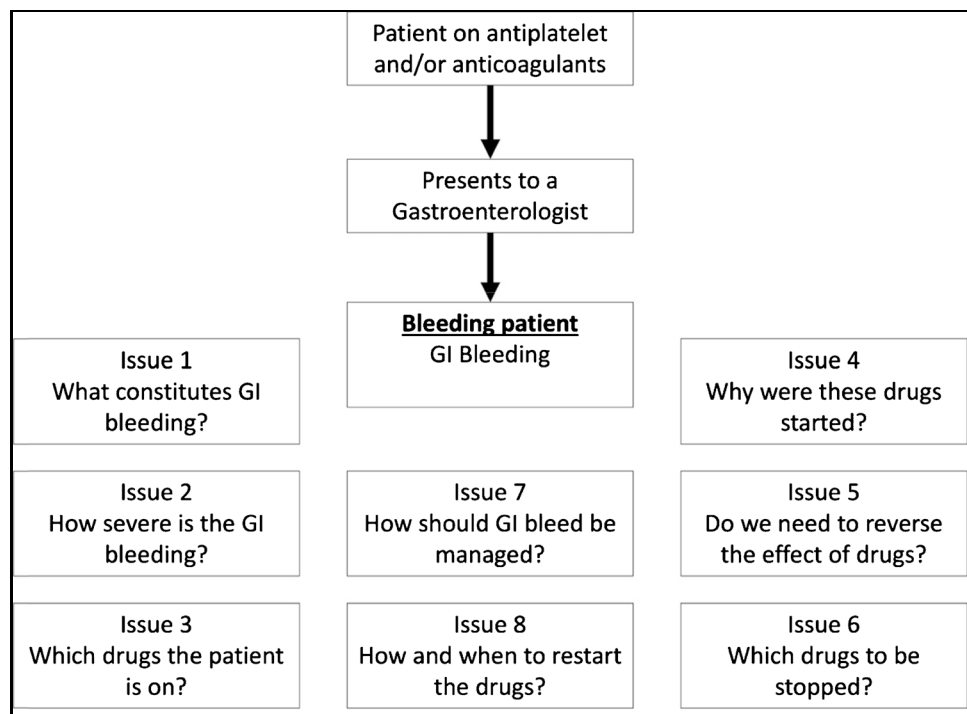 Patient on antiplatelet
and/or anticoagulants
Presents to a
Gastroenterologist
Bleeding patient
GI Bleeding
Issue 1
What constitutes GI
bleeding?
Issue 4
Why were these drugs
started?
Issue 2
How severe is the GI
bleeding?
Issue 7
How should GI bleed be
managed?
Issue 5
Do we need to reverse
the effect of drugs?
Issue 3
Which drugs the patient
is on?
Issue 8
How and when to restart
the drugs?
Issue 6
Which drugs to be
stopped?